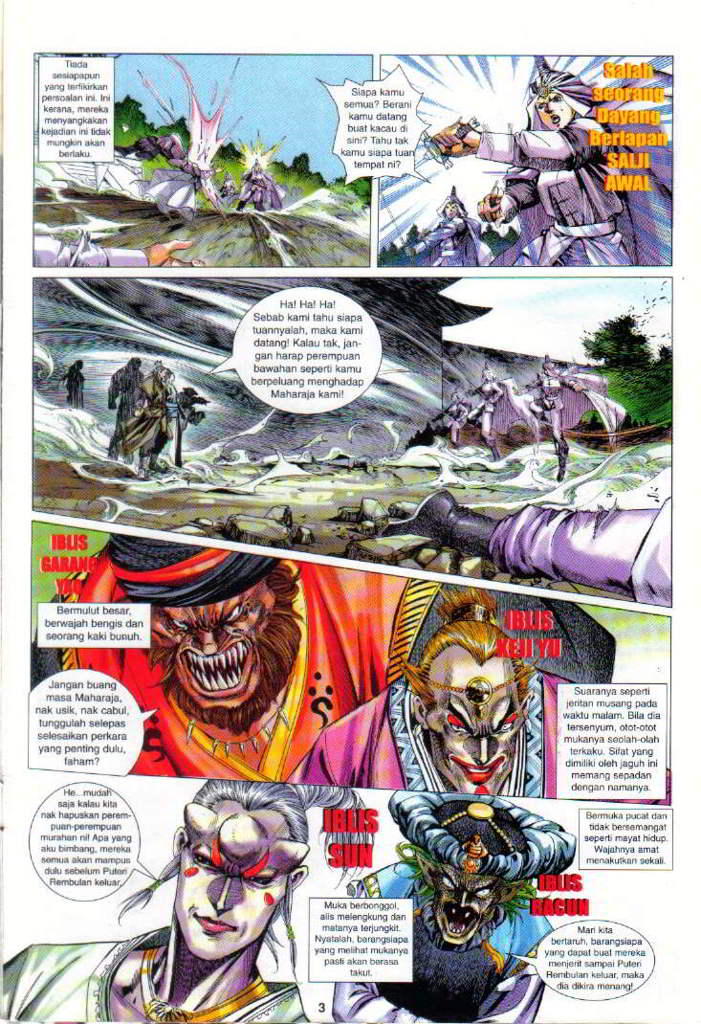 Tiada
sesiapapun
yang terfikirkan
persoalan ini. Ini
kerana, mereka
menyangkakan
kejadian ini tidak
mungkin akan
berlaku.
Siapa kamu
semua? Berani
kamu datang
buat kacau di
sini? Tahu tak
kamu siapa tuan
tempat ni?
Salah
seorang
Dayang
Berlapan
SALJI
AWAL
Ha! Ha! Ha!
Sebab kami tahu siapa
tuannyalah, maka kami
datang! Kalau tak, jan-
gan harap perempuan
bawahan seperti kamu
berpeluang menghadap
Maharaja kami!
IBLIS
GARANG
YAU
Bermulut besar,
berwajah bengis dan
seorang kaki bunuh.
Jangan buang
masa Maharaja,
nak usik, nak cabul,
tunggulah selepas
selesaikan perkara
yang penting dulu,
faham?
IBLIS
KEJI YU
Suaranya seperti
jeritan musang pada
waktu malam. Bila dia
tersenyum, otot-otot
mukanya seolah-olah
terkaku. Sifat yang
dimiliki oleh jaguh ini
memang sepadan
dengan namanya.
He...mudah
saja kalau kita
nak hapuskan perem-
puan-perempuan
murahan ni! Apa yang
aku bimbang, mereka
semua akan mampus
dulu sebelum Puteri
Rembulan keluar.
IBLIS
SUN
Muka berbonggol,
alis melengkung dan
matanya terjungkit.
Nyatalah, barangsiapa
yang melihat mukanya
pasti akan berasa
takut.
Bermuka pucat dan
tidak bersemangat
seperti mayat hidup.
Wajahnya amat
menakutkan sekali.
IBLIS
RACUN
Mari kita
bertaruh, barangsiapa
yang dapat buat mereka
menjerit sampai Puteri
Rembulan keluar, maka
dia dikira menang!
3